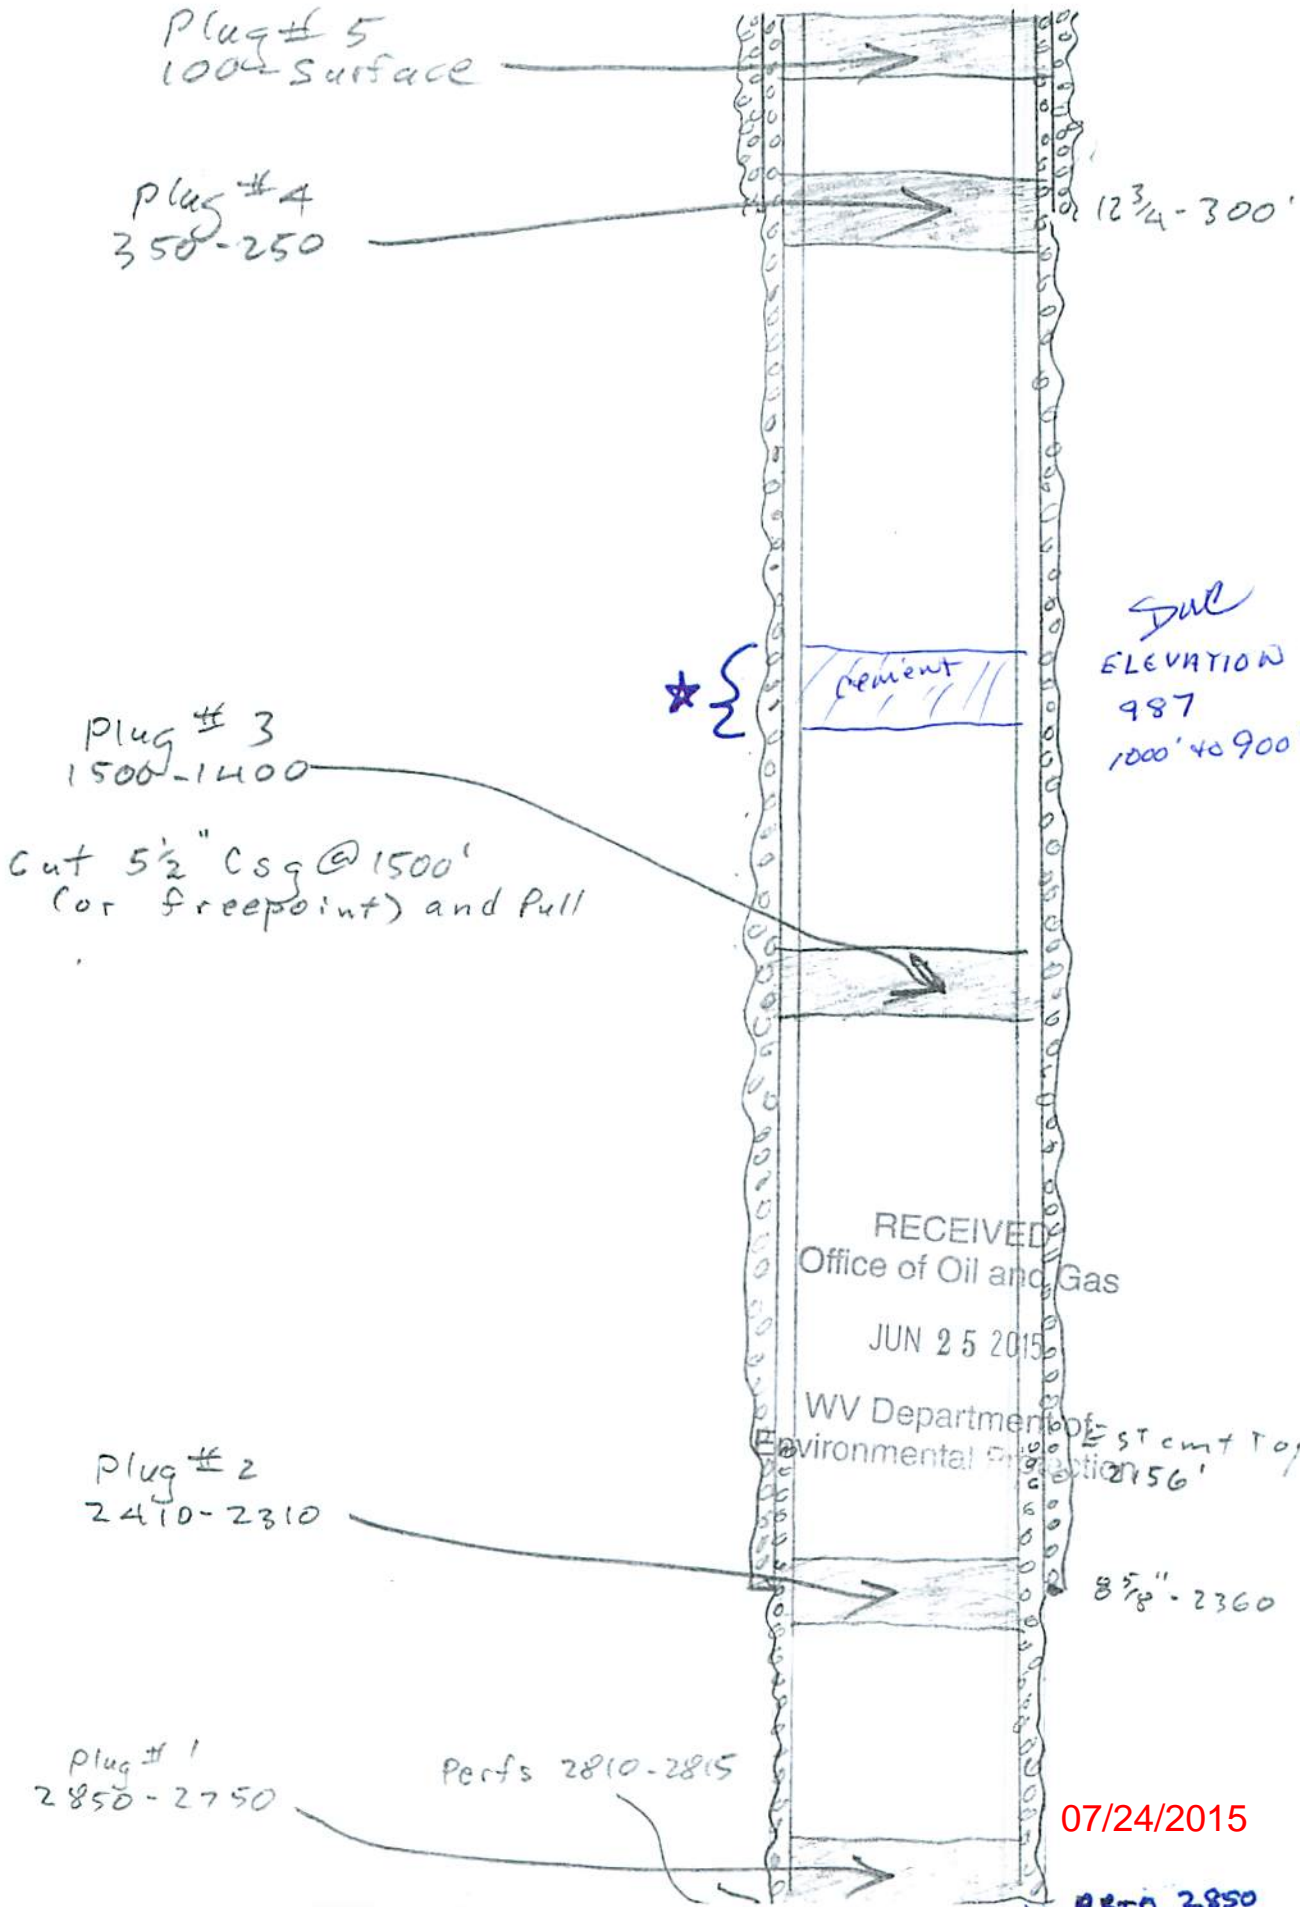 Plug # 5
100 - Surface
Plug # 4
350-250
12 3/4 - 300'
ELEVATION
987
1000' to 900
cement
Plug # 3
1500-1400
Cut 5 1/2" Csg @ 1500'
(or freepoint) and Pull
RECEIVED
Office of Oil and Gas
JUN 25 2015
WV Department of
Environmental Protection
Est cmt Top
2156'
Plug # 2
2410-2310
8 5/8" - 2360
Plug # 1
2850-2750
Perfs 2810-2815
07/24/2015
2850